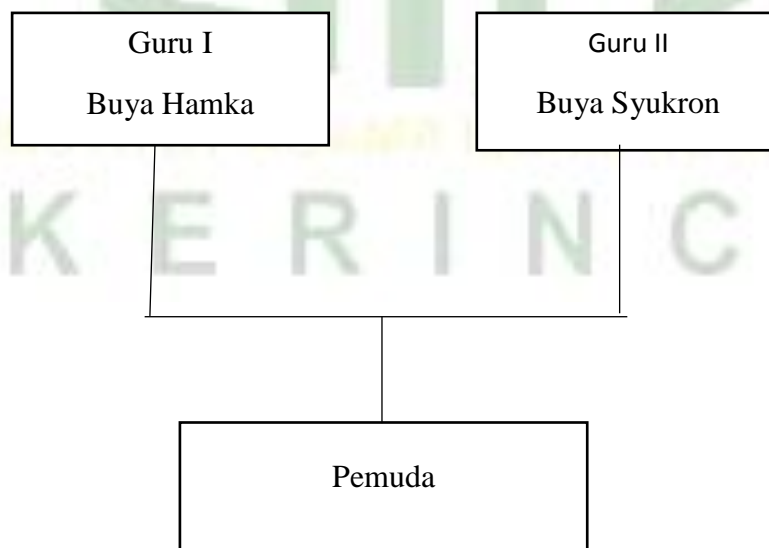 Guru I
Buya Hamka
Guru II
Buya Syukron
K E R I N C
Pemuda